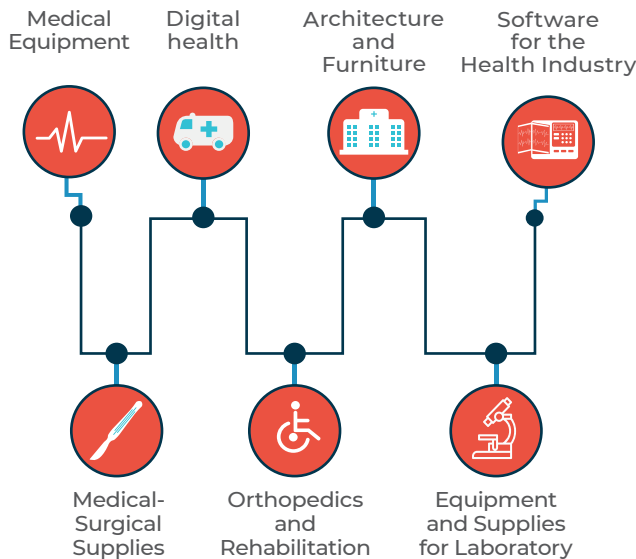 Medical
Equipment
Digital
health
Architecture
and
Furniture
Software
for the
Health Industry
Medical-
Surgical
Supplies
Orthopedics
and
Rehabilitation
Equipment
and Supplies
for Laboratory